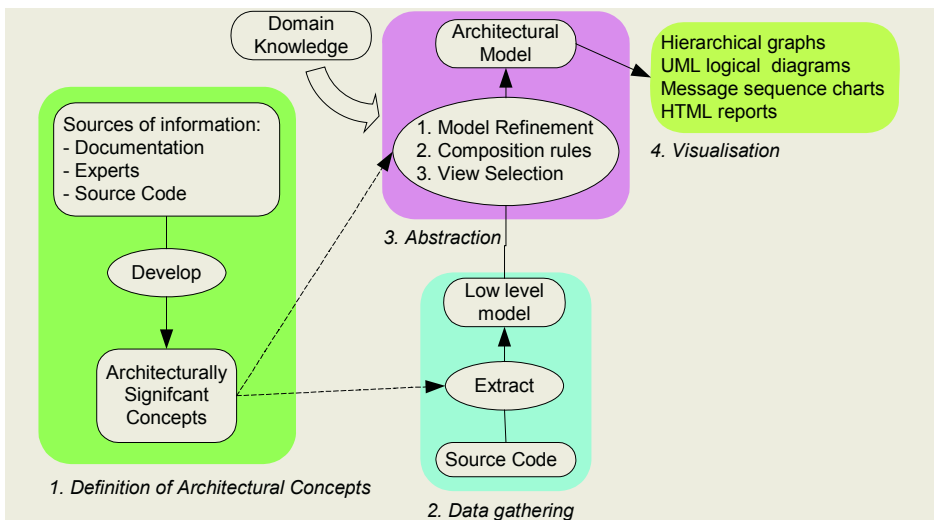 Domain
Knowledge
Sources of information:
- Documentation
- Experts
- Source Code
Develop
Architecturally
Signifcant
Concepts
1. Definition of Architectural Concepts
Architectural
Model
1. Model Refinement
2. Composition rules
3. View Selection
3. Abstraction
Low level
model
Extract
Source Code
2. Data gathering
Hierarchical graphs
UML logical diagrams
Message sequence charts
HTML reports
4. Visualisation